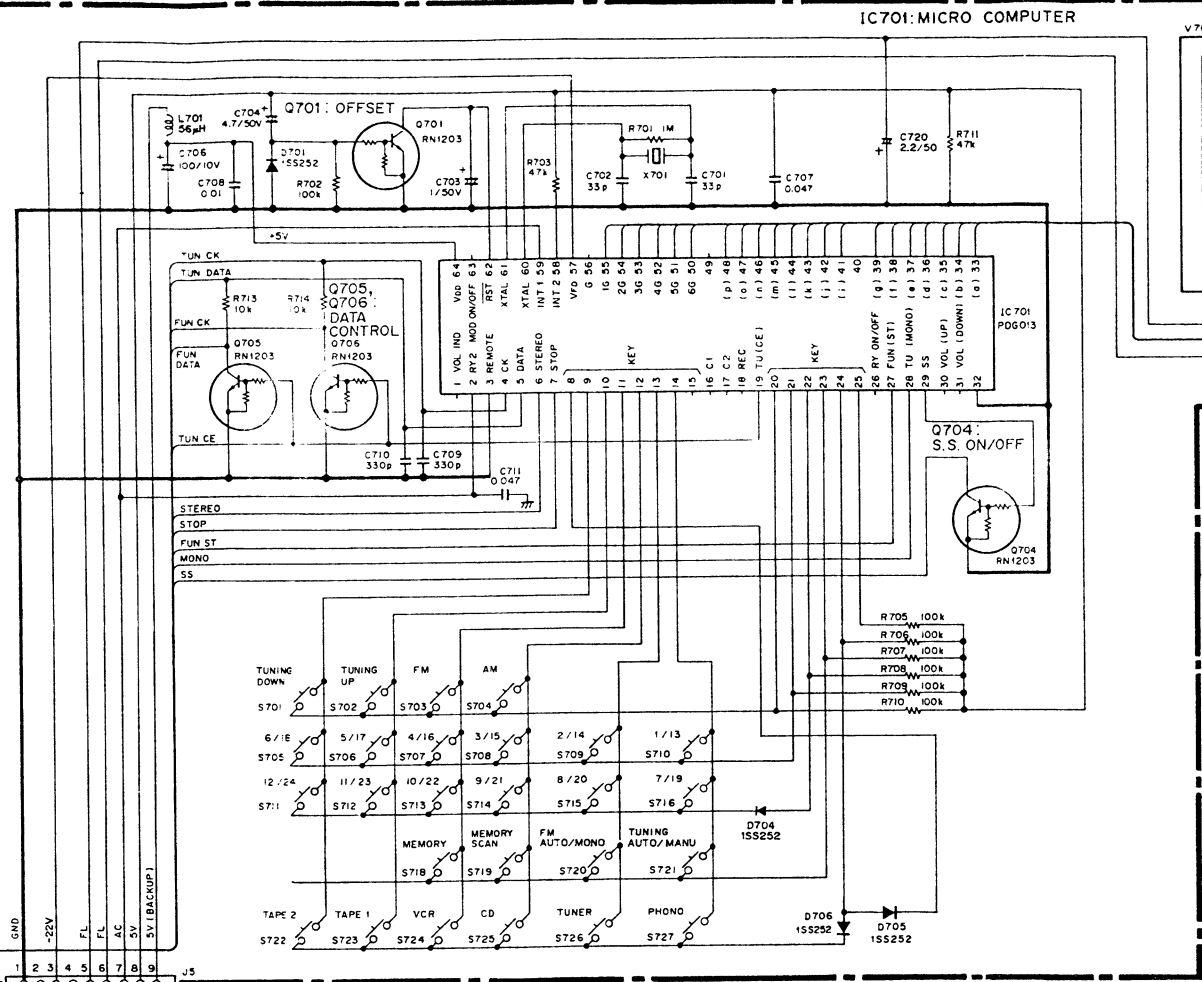 IC701:MICRO COMPUTER
V70
L701
56μH
C704
4.7/50V
Q701: OFFSET
Q701
RN1203
C706
100/10V
C708
0.01
D701
1SS252
R702
100k
C703
1/50V
R703
47k
R701 1M
X701
C702
33p
C701
33p
C707
0.047
C720
2.2/50
R711
47k
+5V
TUN CK
TUN DATA
R713
10k
R714
10k
Q705,
Q706:
DATA
CONTROL
FUN CK
FUN
DATA
Q705
RN1203
Q706
RN1203
TUN CE
VDD 64
MOD ON/OFF 63
RST 62
XTAL 61
XTAL 60
INT 1 59
INT 2 58
VFD 57
G 56
1G 55
2G 54
3G 53
4G 52
5G 51
6G 50
49
(p) 48
(o) 47
(n) 46
(m) 45
(l) 44
(k) 43
(j) 42
(i) 41
40
(g) 39
(f) 38
(e) 37
(d) 36
(c) 35
(b) 34
(a) 33
IC701
PDG013
1 VOL IND
2 RY2
3 REMOTE
4 CK
5 DATA
6 STEREO
7 STOP
8
9
10
11
KEY
12
13
14
15
16 C1
17 C2
18 REC
19 TU(CE)
20
21
22
KEY
23
24
25
26 RY ON/OFF
27 FUN(ST)
28 TU (MONO)
29 SS
30 VOL (UP)
31 VOL (DOWN)
32
C710
330p
C709
330p
C711
0.047
Q704:
S.S. ON/OFF
Q704
RN1203
STEREO
STOP
FUN ST
MONO
SS
R705 100k
R706 100k
R707 100k
R708 100k
R709 100k
R710 100k
TUNING
DOWN
TUNING
UP
FM
AM
S701
S702
S703
S704
6/18
5/17
4/16
3/15
2/14
1/13
S705
S706
S707
S708
S709
S710
12/24
11/23
10/22
9/21
8/20
7/19
S711
S712
S713
S714
S715
S716
D704
1SS252
MEMORY
MEMORY
SCAN
FM
AUTO/MONO
TUNING
AUTO/MANU
S718
S719
S720
S721
TAPE 2
TAPE 1
VCR
CD
TUNER
PHONO
S722
S723
S724
S725
S726
S727
D706
1SS252
D705
1SS252
GND
-22V
FL
FL
AC
5V
5V (BACKUP)
1 2 3 4 5 6 7 8 9
J5